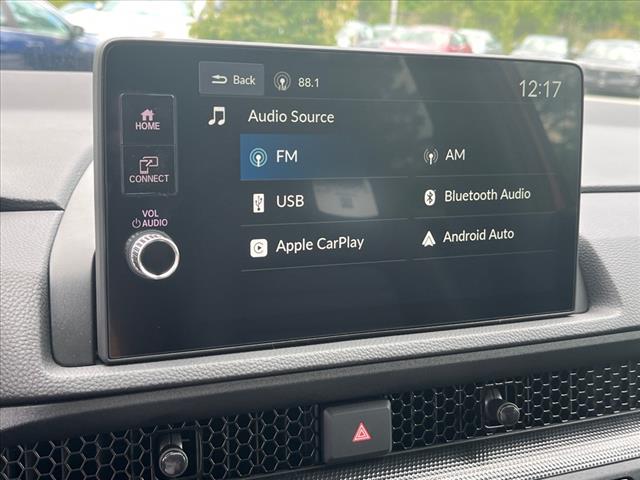 Back 88.1 12:17
HOME
Audio Source
CONNECT
FM AM
VOL
AUDIO
USB Bluetooth Audio
Apple CarPlay Android Auto